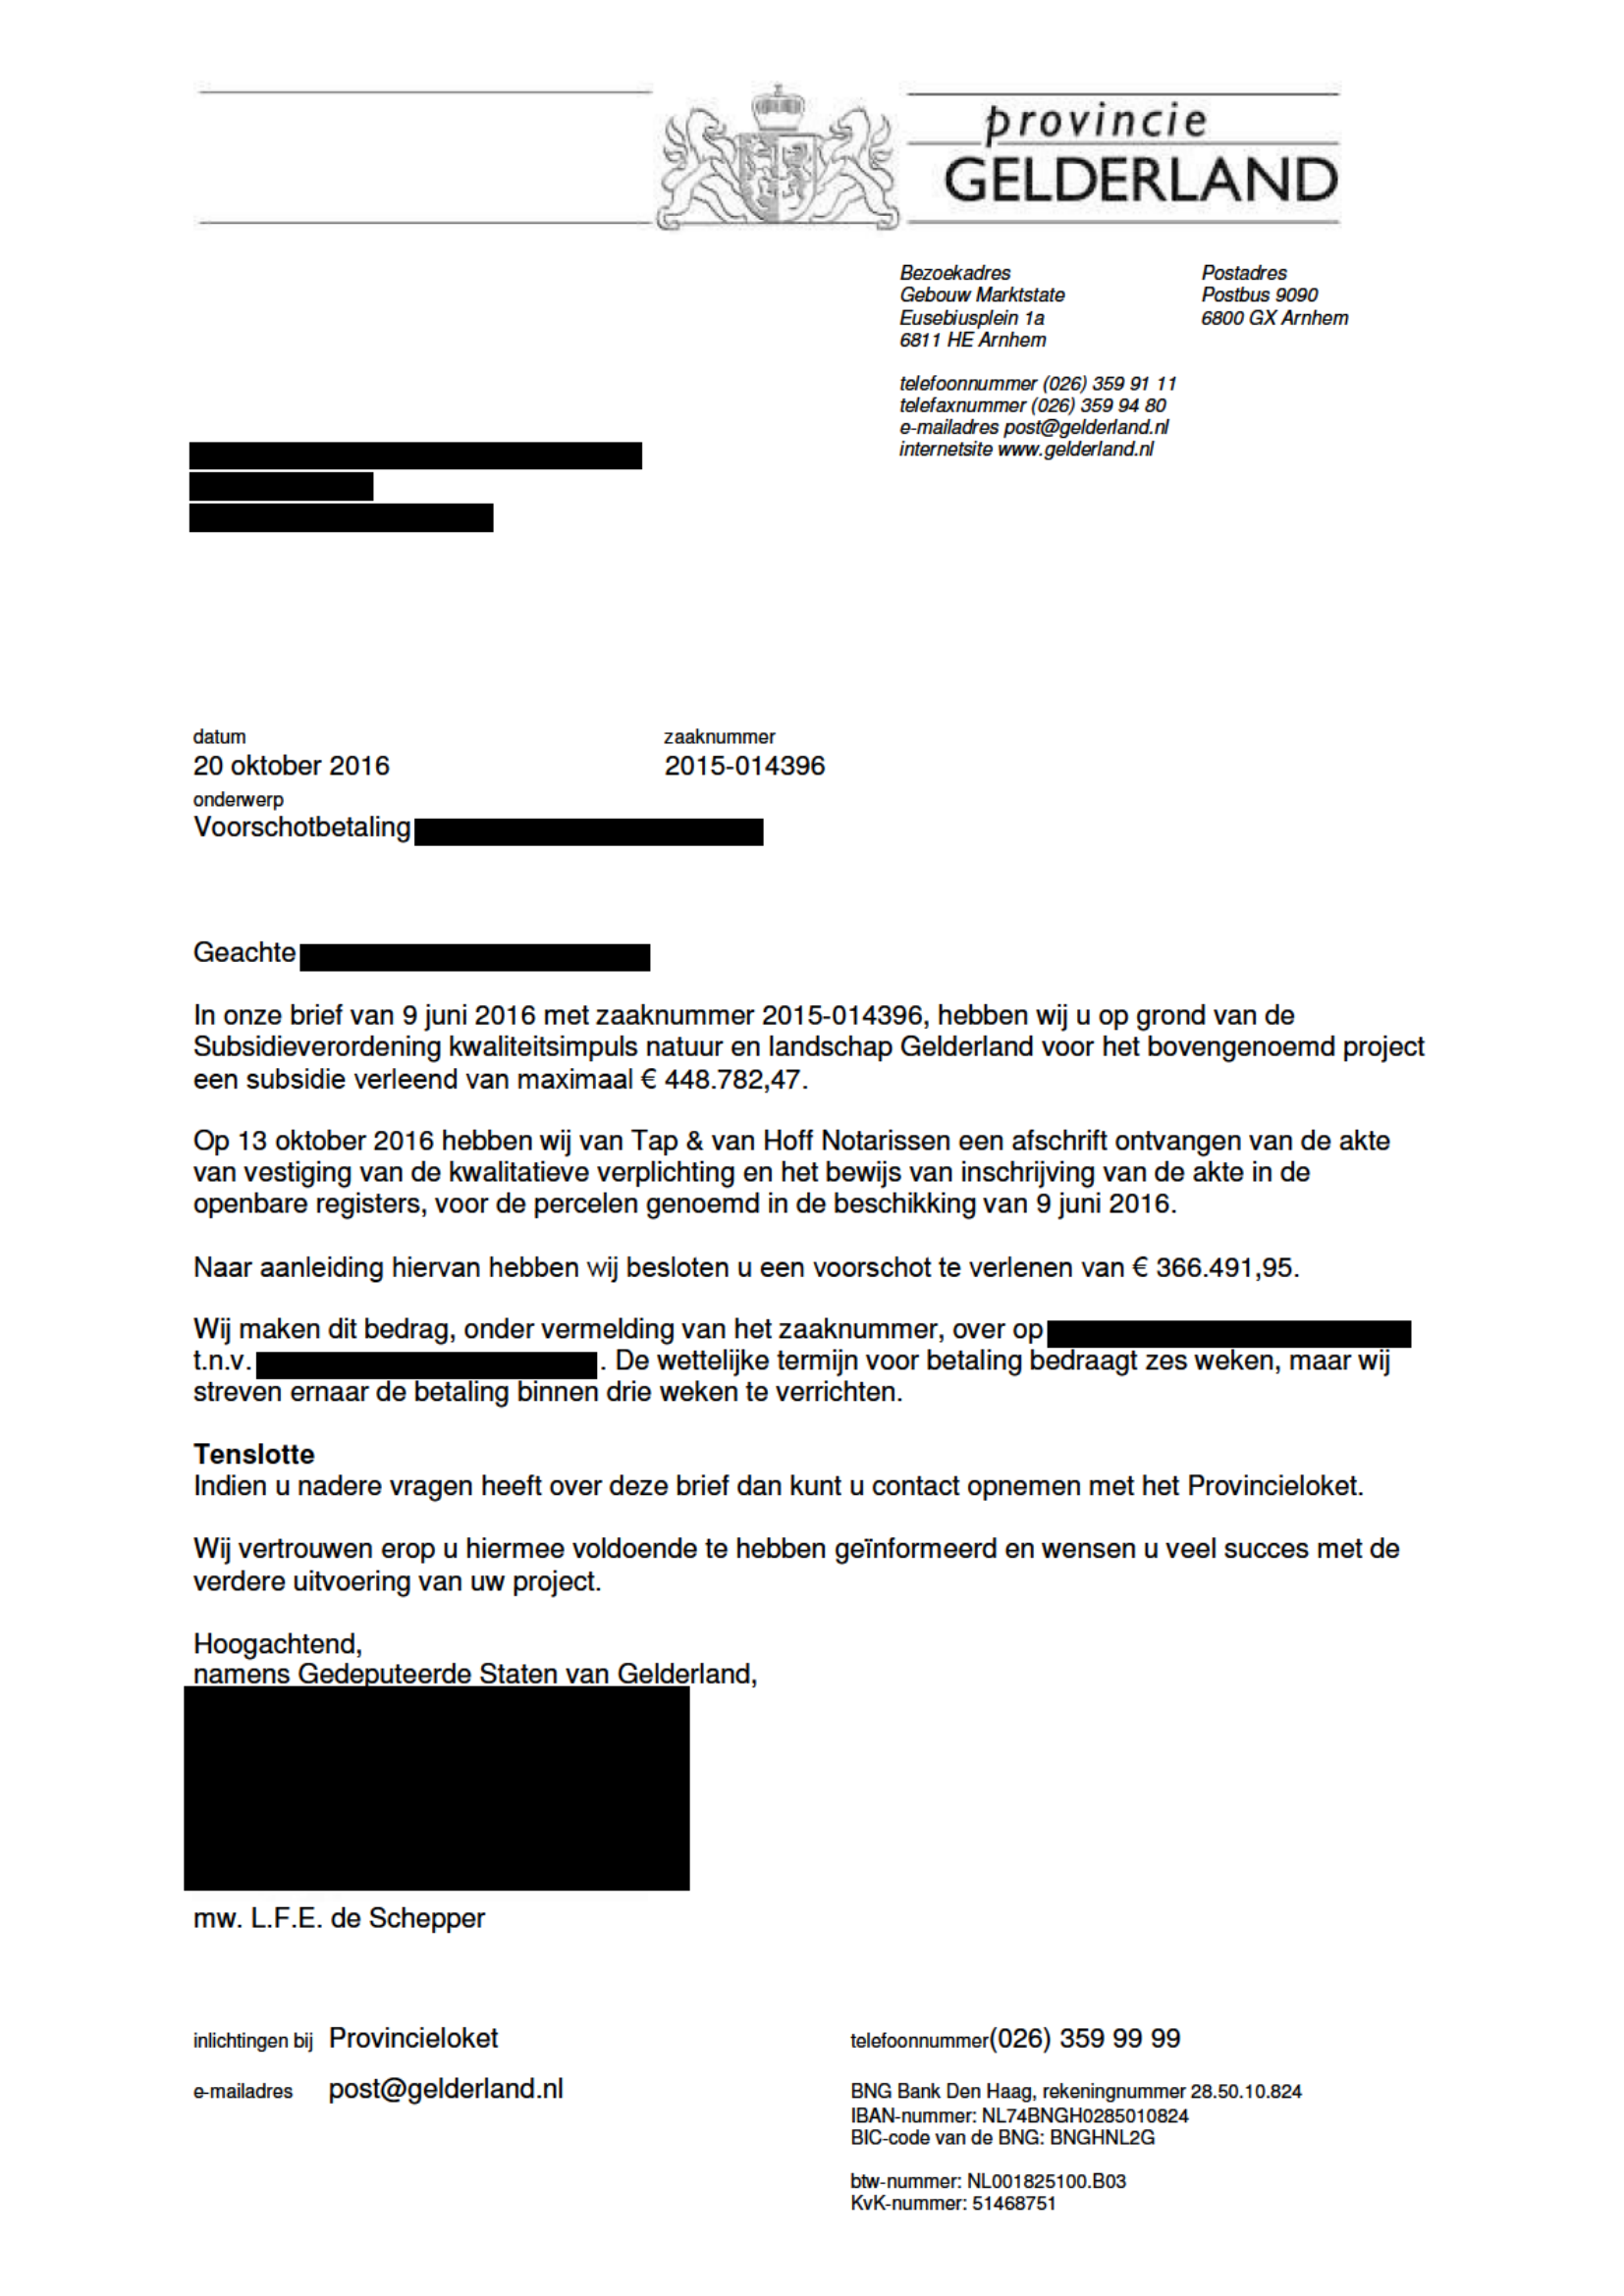 provincie
GELDERLAND
Bezoekadres
Gebouw Marktstate
Eusebiusplein 1a
6811 HE Arnhem
Postadres
Postbus 9090
6800 GX Arnhem
telefoonnummer (026) 359 91 11
telefaxnummer (026) 359 94 80
e-mailadres post@gelderland.nl
internetsite www.gelderland.nl
datum
20 oktober 2016
zaaknummer
2015-014396
onderwerp
Voorschotbetaling
Geachte
In onze brief van 9 juni 2016 met zaaknummer 2015-014396, hebben wij u op grond van de
Subsidieverordening kwaliteitsimpuls natuur en landschap Gelderland voor het bovengenoemd project
een subsidie verleend van maximaal € 448.782,47.
Op 13 oktober 2016 hebben wij van Tap & van Hoff Notarissen een afschrift ontvangen van de akte
van vestiging van de kwalitatieve verplichting en het bewijs van inschrijving van de akte in de
openbare registers, voor de percelen genoemd in de beschikking van 9 juni 2016.
Naar aanleiding hiervan hebben wij besloten u een voorschot te verlenen van € 366.491,95.
Wij maken dit bedrag, onder vermelding van het zaaknummer, over op
t.n.v. . De wettelijke termijn voor betaling bedraagt zes weken, maar wij
streven ernaar de betaling binnen drie weken te verrichten.
Tenslotte
Indien u nadere vragen heeft over deze brief dan kunt u contact opnemen met het Provincieloket.
Wij vertrouwen erop u hiermee voldoende te hebben geïnformeerd en wensen u veel succes met de
verdere uitvoering van uw project.
Hoogachtend,
namens Gedeputeerde Staten van Gelderland,
mw. L.F.E. de Schepper
inlichtingen bij Provincieloket
e-mailadres post@gelderland.nl
telefoonnummer(026) 359 99 99
BNG Bank Den Haag, rekeningnummer 28.50.10.824
IBAN-nummer: NL74BNGH0285010824
BIC-code van de BNG: BNGHNL2G
btw-nummer: NL001825100.B03
KvK-nummer: 51468751